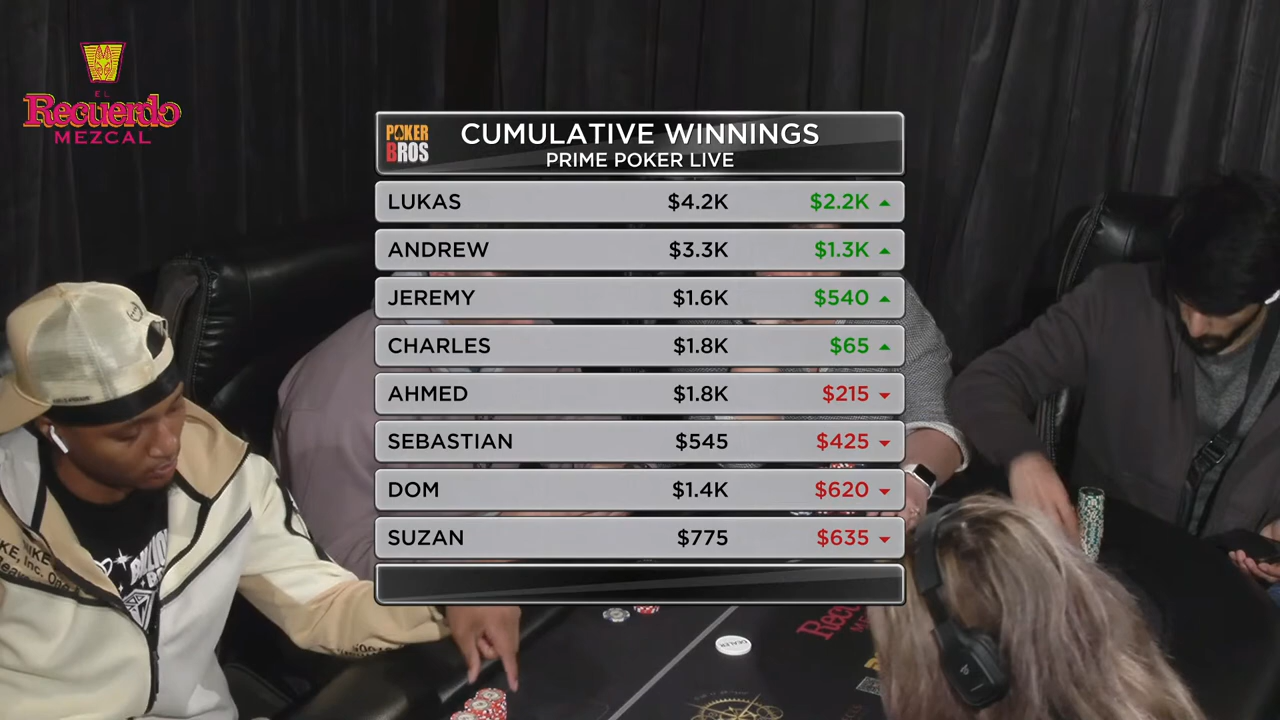 EL
Recuerdo
MEZCAL
POKER
BROS
CUMULATIVE WINNINGS
PRIME POKER LIVE
LUKAS $4.2K $2.2K
ANDREW $3.3K $1.3K
JEREMY $1.6K $540
CHARLES $1.8K $65
AHMED $1.8K $215
SEBASTIAN $545 $425
DOM $1.4K $620
SUZAN $775 $635
DEALER